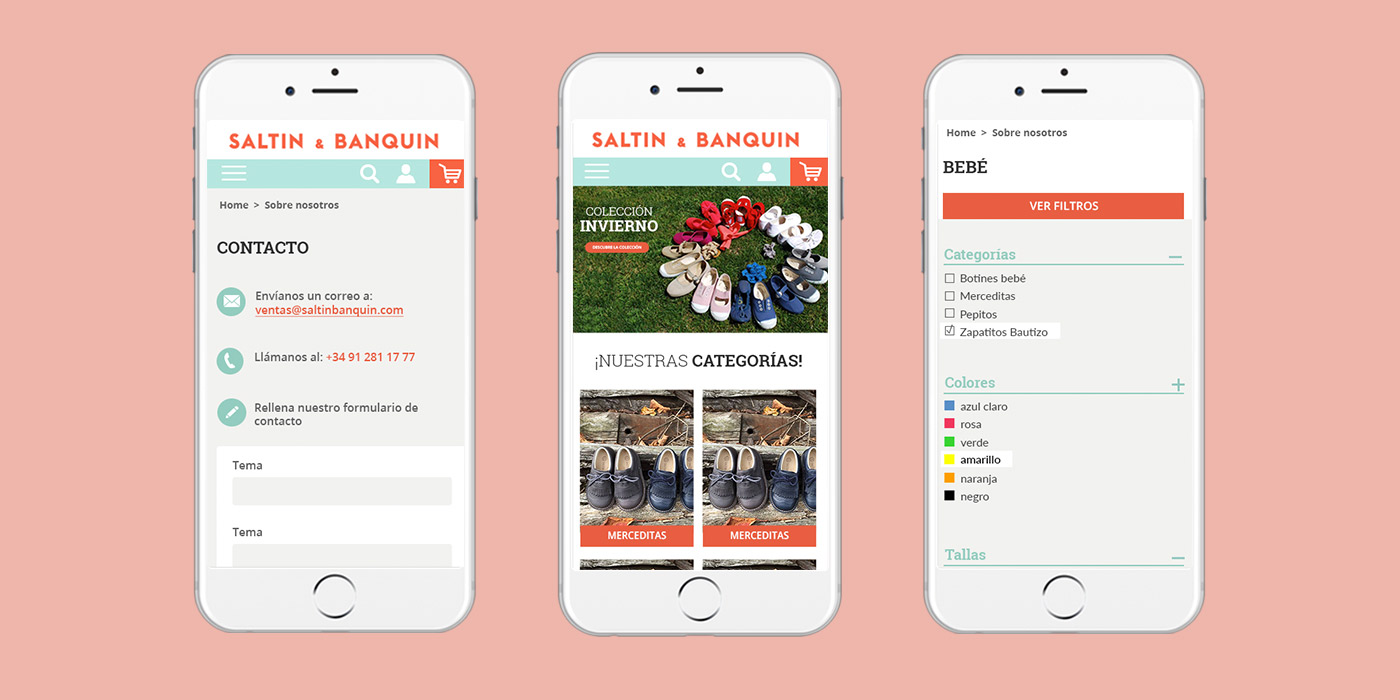 SALTIN & BANQUIN
Home > Sobre nosotros
CONTACTO
Envíanos un correo a:
ventas@saltinbanquin.com
Llámanos al: +34 91 281 17 77
Rellena nuestro formulario de
contacto
Tema
Tema
SALTIN & BANQUIN
COLECCIÓN
INVIERNO
DESCUBRE LA COLECCIÓN
¡NUESTRAS CATEGORÍAS!
MERCEDITAS
MERCEDITAS
Home > Sobre nosotros
BEBÉ
VER FILTROS
Categorías
Botines bebé
Merceditas
Pepitos
Zapatitos Bautizo
Colores
azul claro
rosa
verde
amarillo
naranja
negro
Tallas